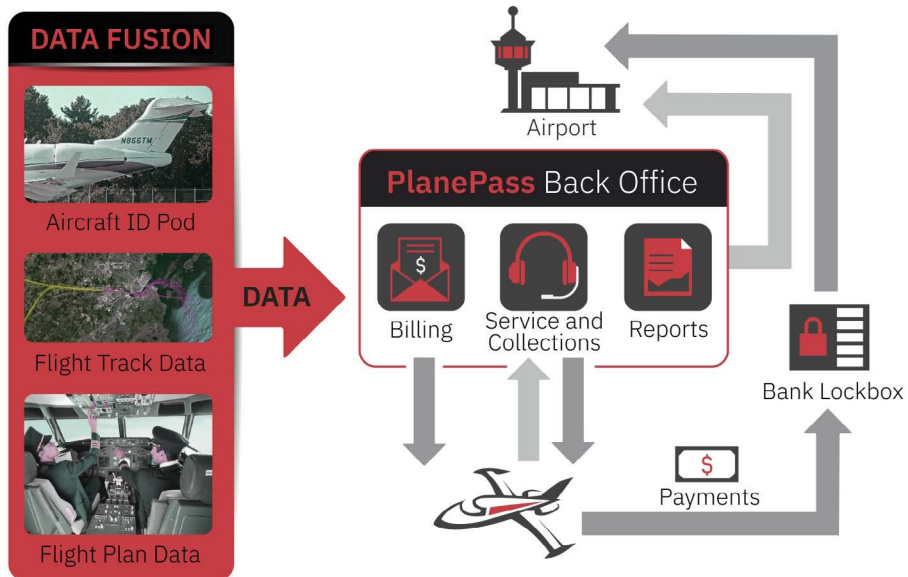 DATA FUSION
N866TM
Aircraft ID Pod
Flight Track Data
Flight Plan Data
DATA
Airport
PlanePass Back Office
$
Billing
Service and
Collections
Reports
Bank Lockbox
$
Payments